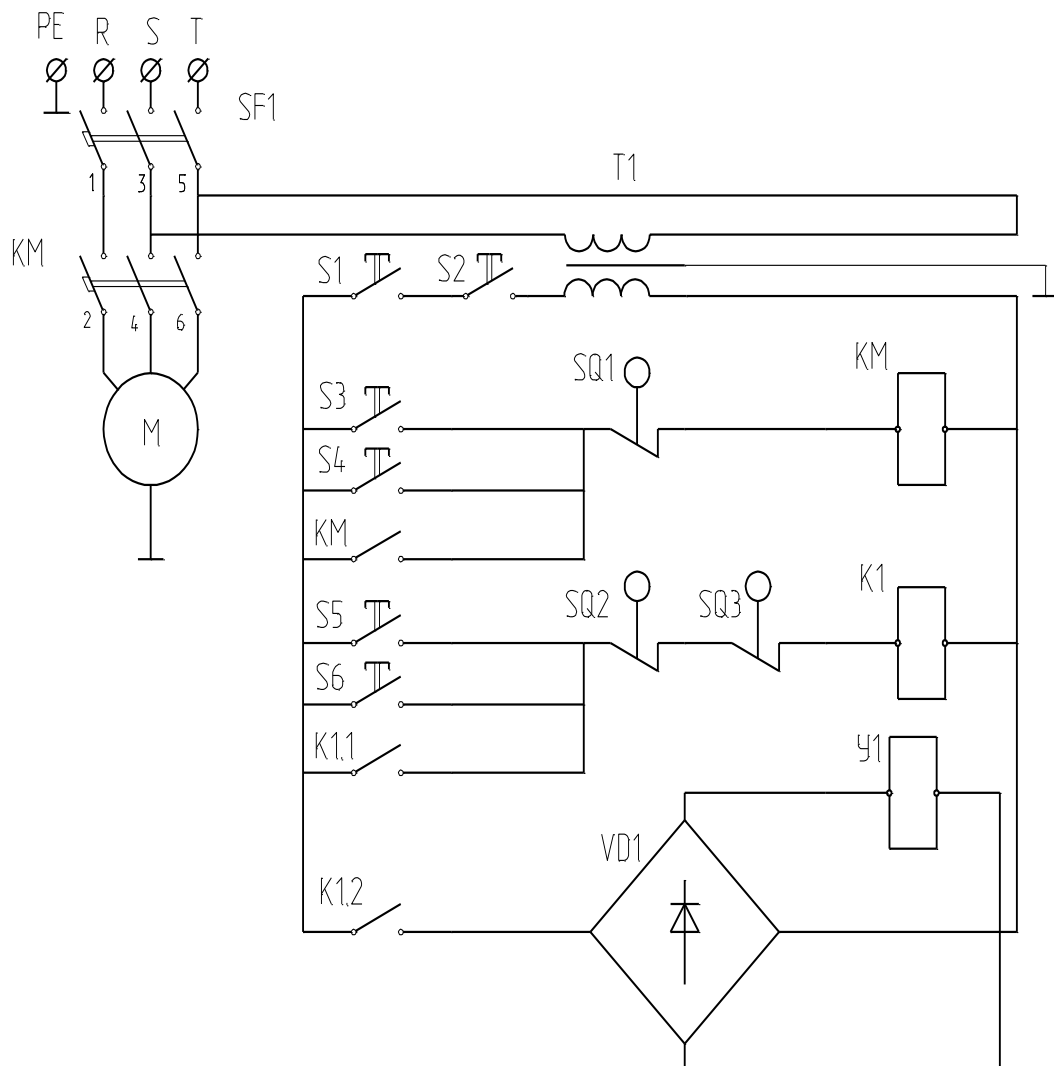 PE R S T
SF1
T1
1 3 5
KM
S1 S2
2 4 6
SQ1 KM
S3
M
S4
KM
K1
SQ2 SQ3
S5
S6
K1,1 У1
VD1
K1,2